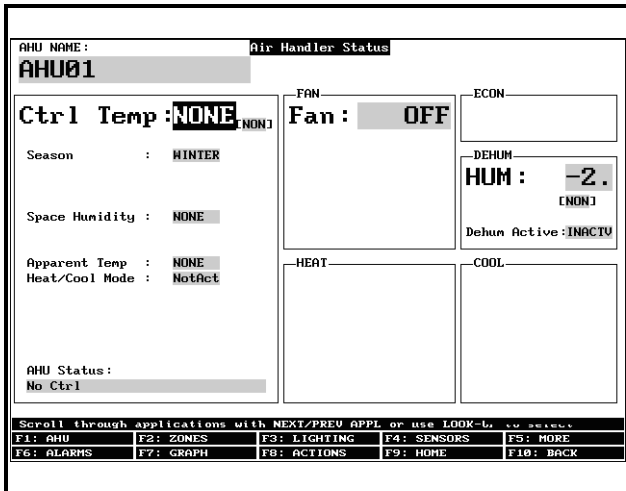 AHU NAME:
Air Handler Status
AHU01
Ctrl Temp:NONE[NON]
Season : WINTER
Space Humidity : NONE
Apparent Temp : NONE
Heat/Cool Mode : NotAct
AHU Status:
No Ctrl
FAN
Fan: OFF
ECON
DEHUM
HUM: -2.
[NON]
Dehum Active:INACTV
HEAT
COOL
Scroll through applications with NEXT/PREV APPL or use LOOK-
F1: AHU F2: ZONES F3: LIGHTING F4: SENSORS F5: MORE
F6: ALARMS F7: GRAPH F8: ACTIONS F9: HOME F10: BACK